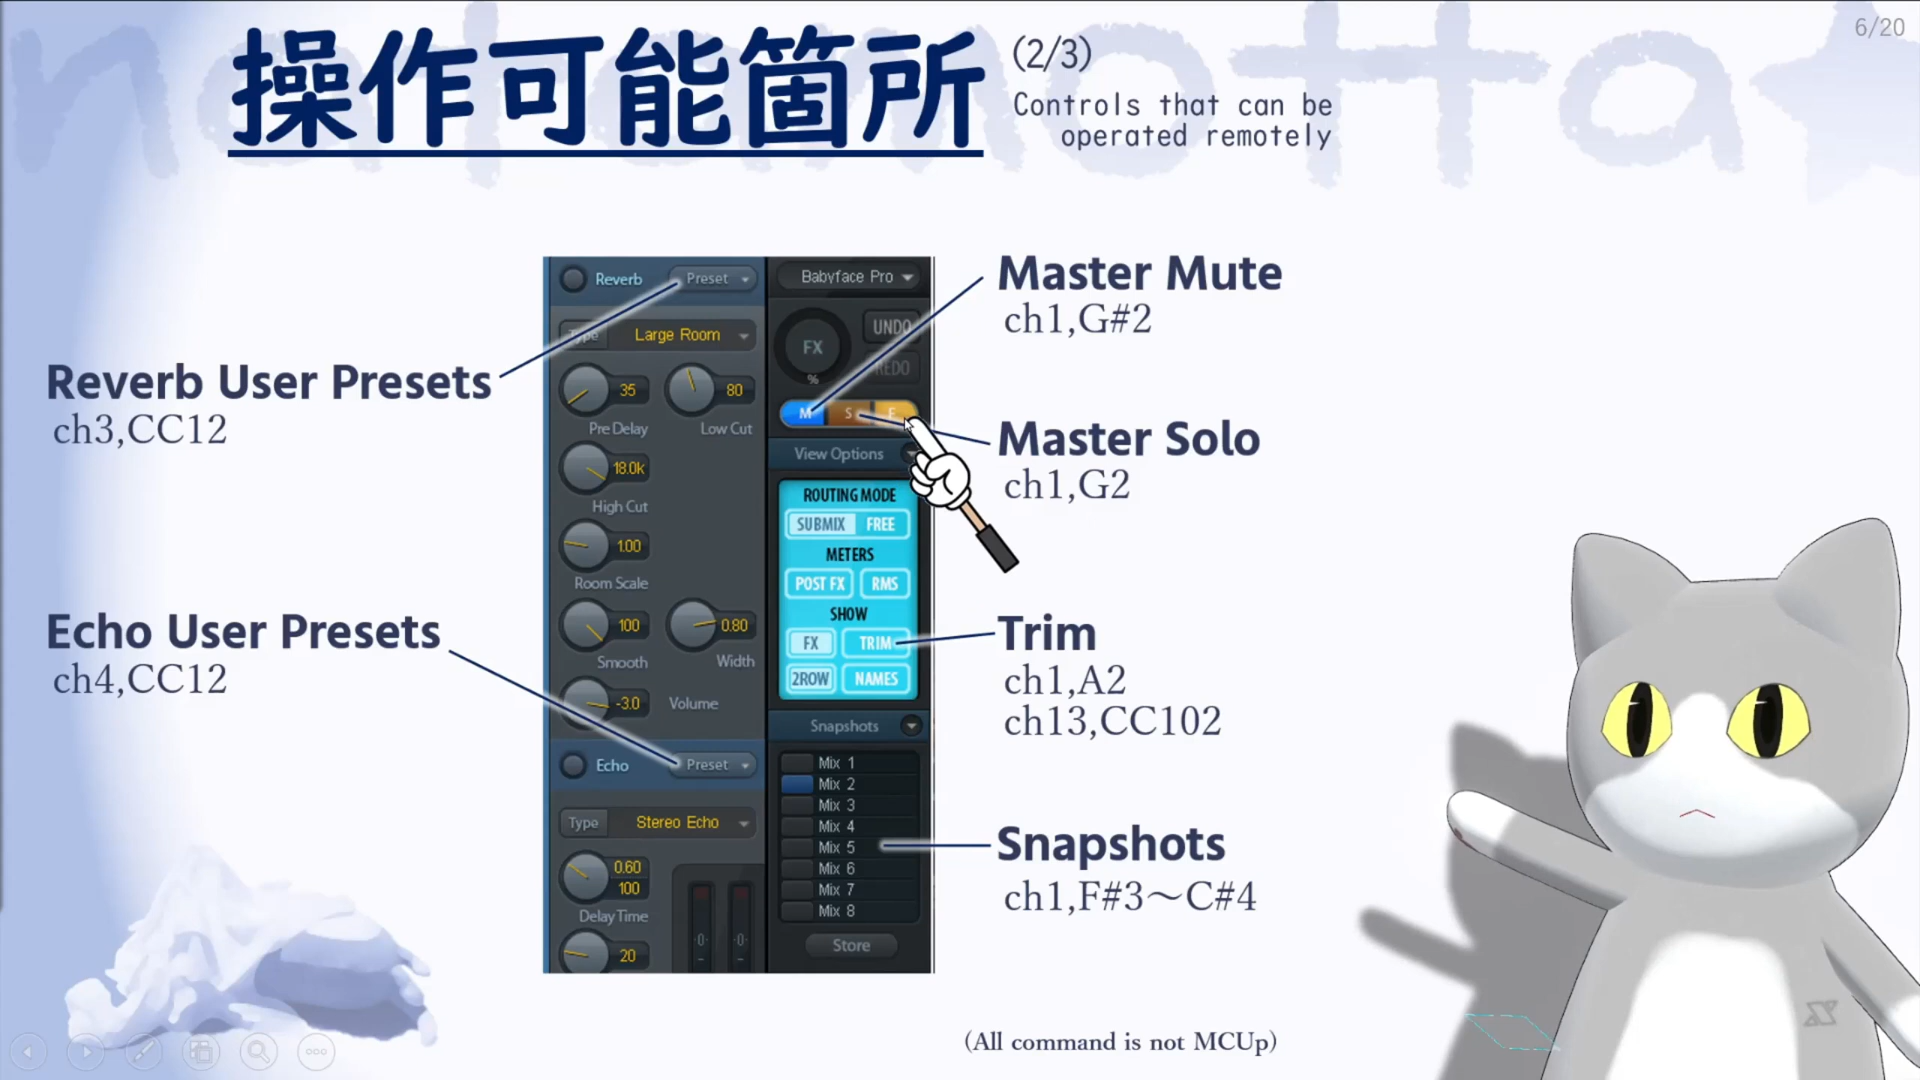 natsumotta
6/20
操作可能箇所
(2/3)
Controls that can be
operated remotely
Reverb User Presets
ch3,CC12
Echo User Presets
ch4,CC12
Reverb
Preset
Type
Large Room
35
80
Pre Delay
Low Cut
18.0k
High Cut
1.00
Room Scale
100
0.80
Smooth
Width
-3.0
Volume
Echo
Preset
Type
Stereo Echo
0.60
100
Delay Time
20
-0-
-0-
Babyface Pro
FX
%
UNDO
REDO
M
S
F
View Options
ROUTING MODE
SUBMIX
FREE
METERS
POST FX
RMS
SHOW
FX
TRIM
2ROW
NAMES
Snapshots
Mix 1
Mix 2
Mix 3
Mix 4
Mix 5
Mix 6
Mix 7
Mix 8
Store
Master Mute
ch1,G#2
Master Solo
ch1,G2
Trim
ch1,A2
ch13,CC102
Snapshots
ch1,F#3～C#4
(All command is not MCUp)